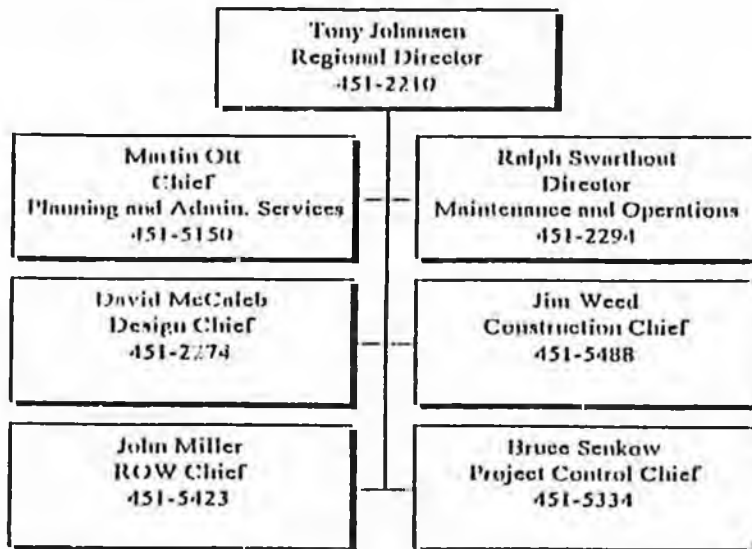 Tony Johansen
Regional Director
451-2210
Martin Ott
Chief
Planning and Admin. Services
451-5150
Ralph Swarthout
Director
Maintenance and Operations
451-2294
David McCaleb
Design Chief
451-2274
Jim Weed
Construction Chief
451-5488
John Miller
ROW Chief
451-5423
Bruce Senkow
Project Control Chief
451-5334